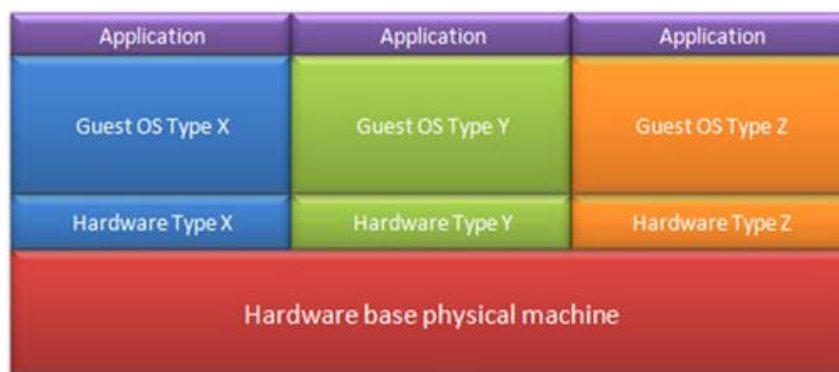 Application
Application
Application
Guest OS Type X
Guest OS Type Y
Guest OS Type Z
Hardware Type X
Hardware Type Y
Hardware Type Z
Hardware base physical machine